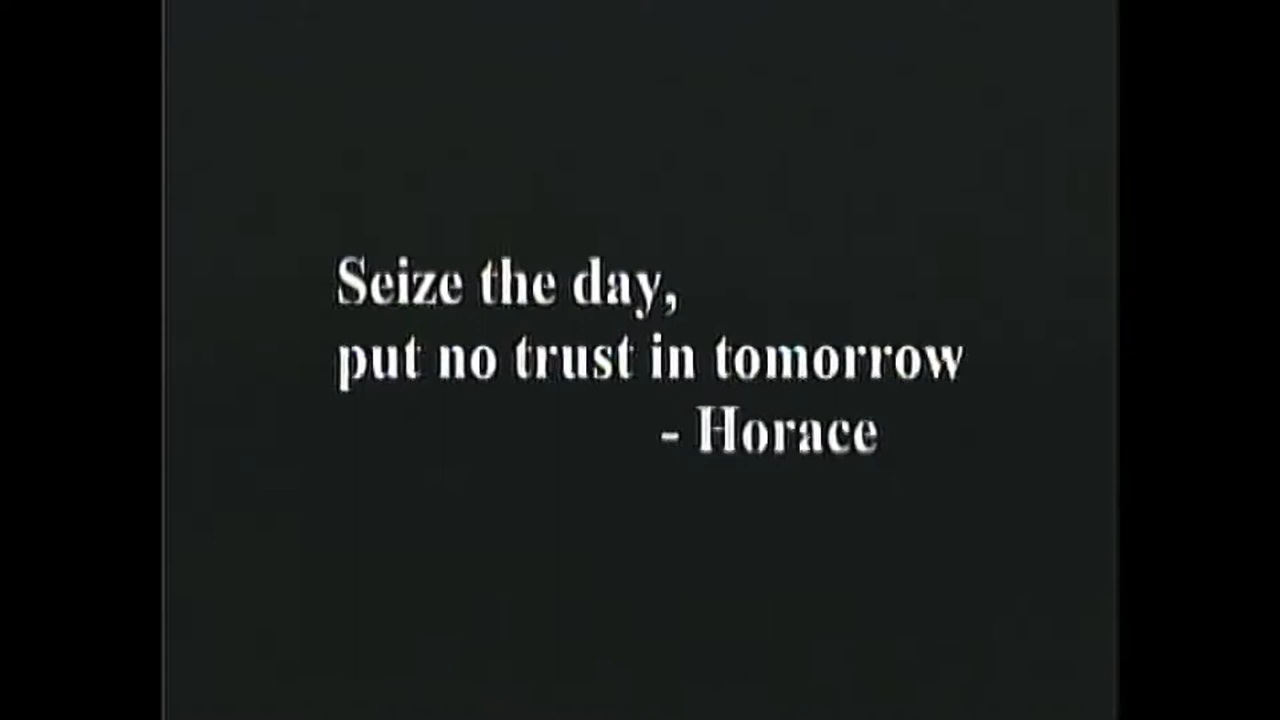 Seize the day,
put no trust in tomorrow
- Horace